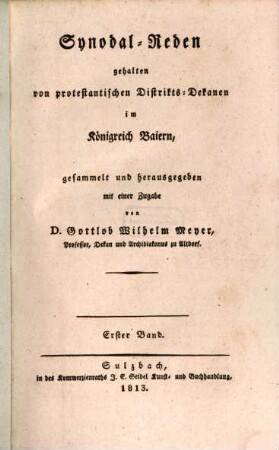 Synodal-Reden
gehalten
von protestantischen Distrikts-Dekanen
im
Königreich Baiern,
gesammelt und herausgegeben
mit einer Zugabe
von
D. Gottlob Wilhelm Meyer,
Professor, Dekan und Archidiakonus zu Altdorf.
Erster Band.
Sulzbach,
in des Kommerzienraths J. E. Seidel Kunst- und Buchhandlung,
1813.